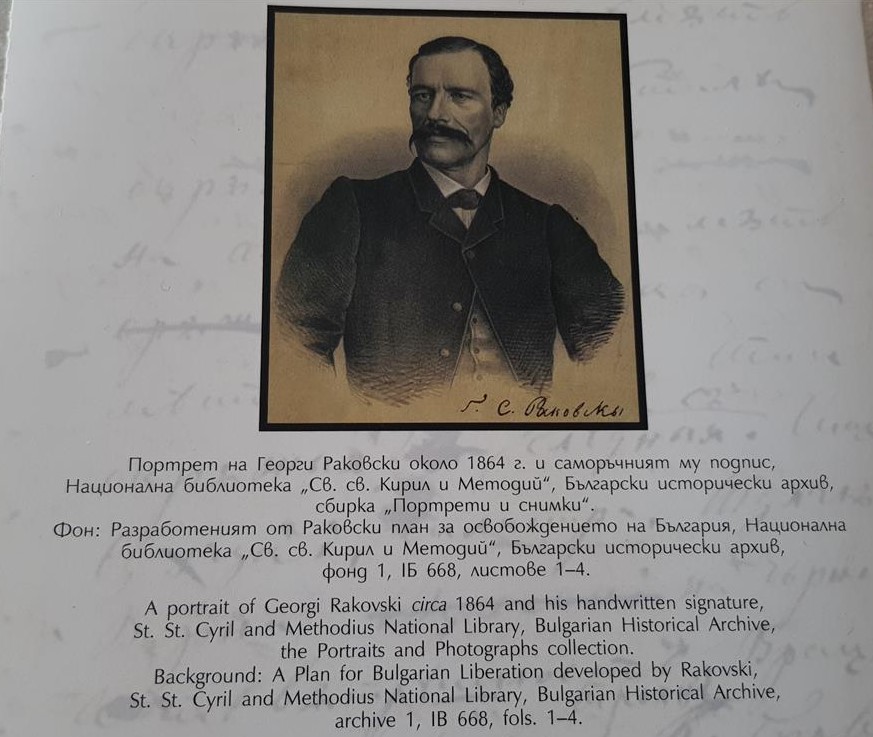 Г. С. Раковскы
Портрет на Георги Раковски около 1864 г. и саморъчният му подпис,
Национална библиотека „Св. св. Кирил и Методий“, Български исторически архив,
сбирка „Портрети и снимки“.
Фон: Разработеният от Раковски план за освобождението на България, Национална
библиотека „Св. св. Кирил и Методий“, Български исторически архив,
фонд 1, IБ 668, листове 1–4.
A portrait of Georgi Rakovski circa 1864 and his handwritten signature,
St. St. Cyril and Methodius National Library, Bulgarian Historical Archive,
the Portraits and Photographs collection.
Background: A Plan for Bulgarian Liberation developed by Rakovski,
St. St. Cyril and Methodius National Library, Bulgarian Historical Archive,
archive 1, IB 668, fols. 1–4.